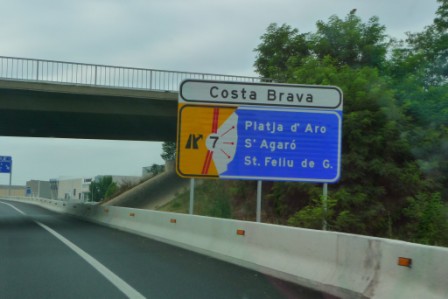 Costa Brava
7
Platja d'Aro
S'Agaró
St. Feliu de G.